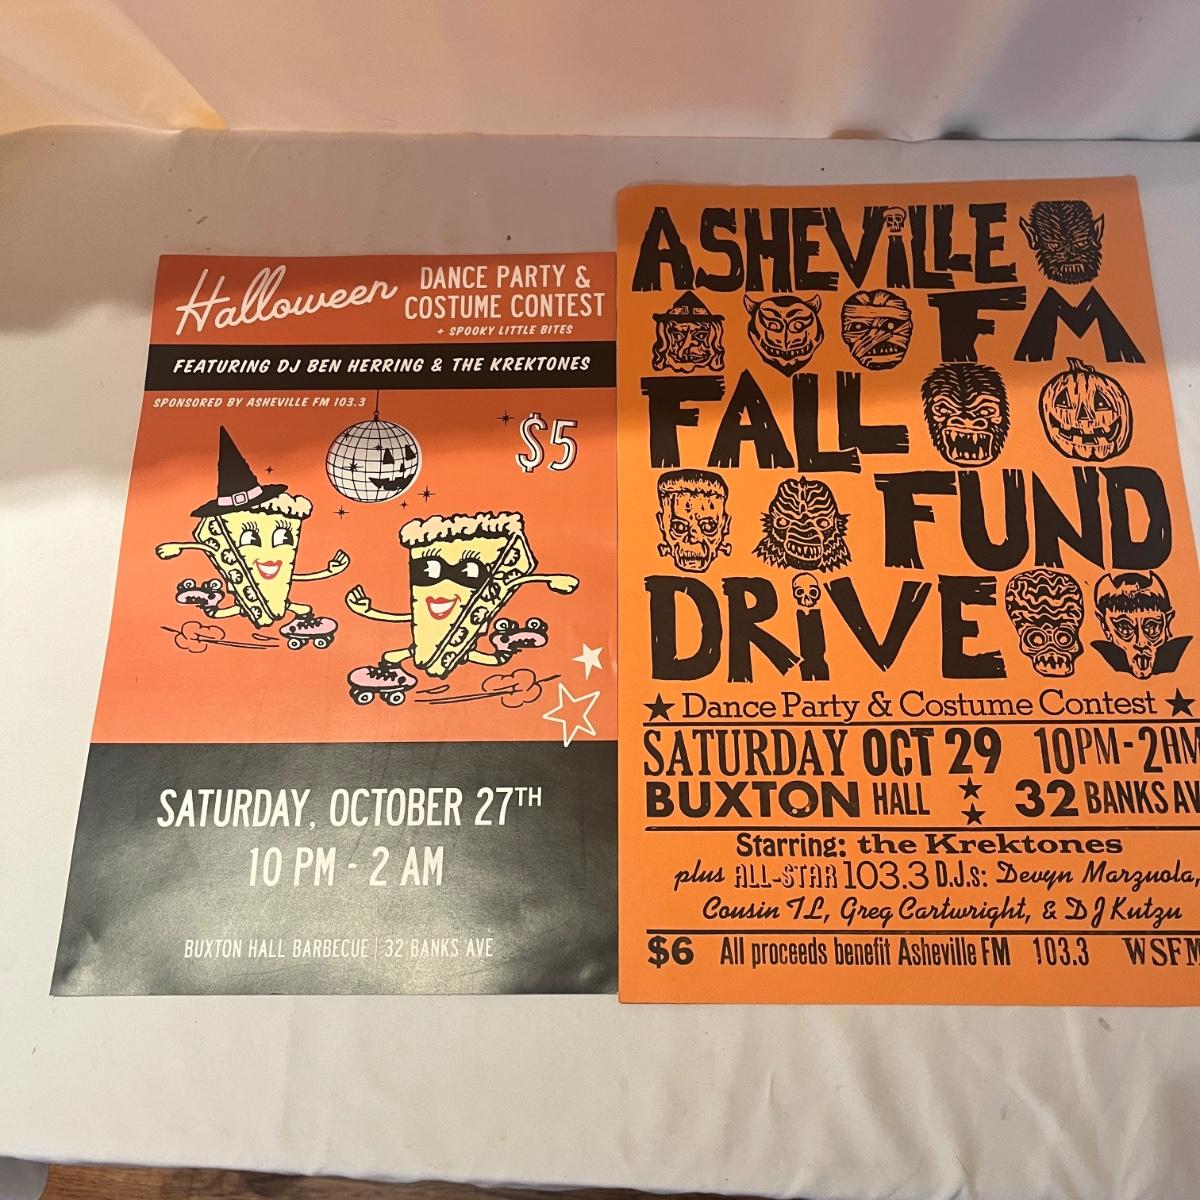 Halloween DANCE PARTY &
COSTUME CONTEST
+ SPOOKY LITTLE BITES
FEATURING DJ BEN HERRING & THE KREKTONES
SPONSORED BY ASHEVILLE FM 103.3
$5
SATURDAY, OCTOBER 27TH
10 PM - 2 AM
BUXTON HALL BARBECUE | 32 BANKS AVE
ASHEVILLE
FM
FALL
FUND
DRIVE
★ Dance Party & Costume Contest ★
SATURDAY OCT 29 10PM-2AM
BUXTON HALL ★ ★ 32 BANKS AV
Starring: the Krektones
plus ALL-STAR 103.3 D.J.s: Devyn Marzuola,
Cousin TL, Greg Cartwright, & DJ Kutzu
$6 All proceeds benefit Asheville FM 103.3 WSFM